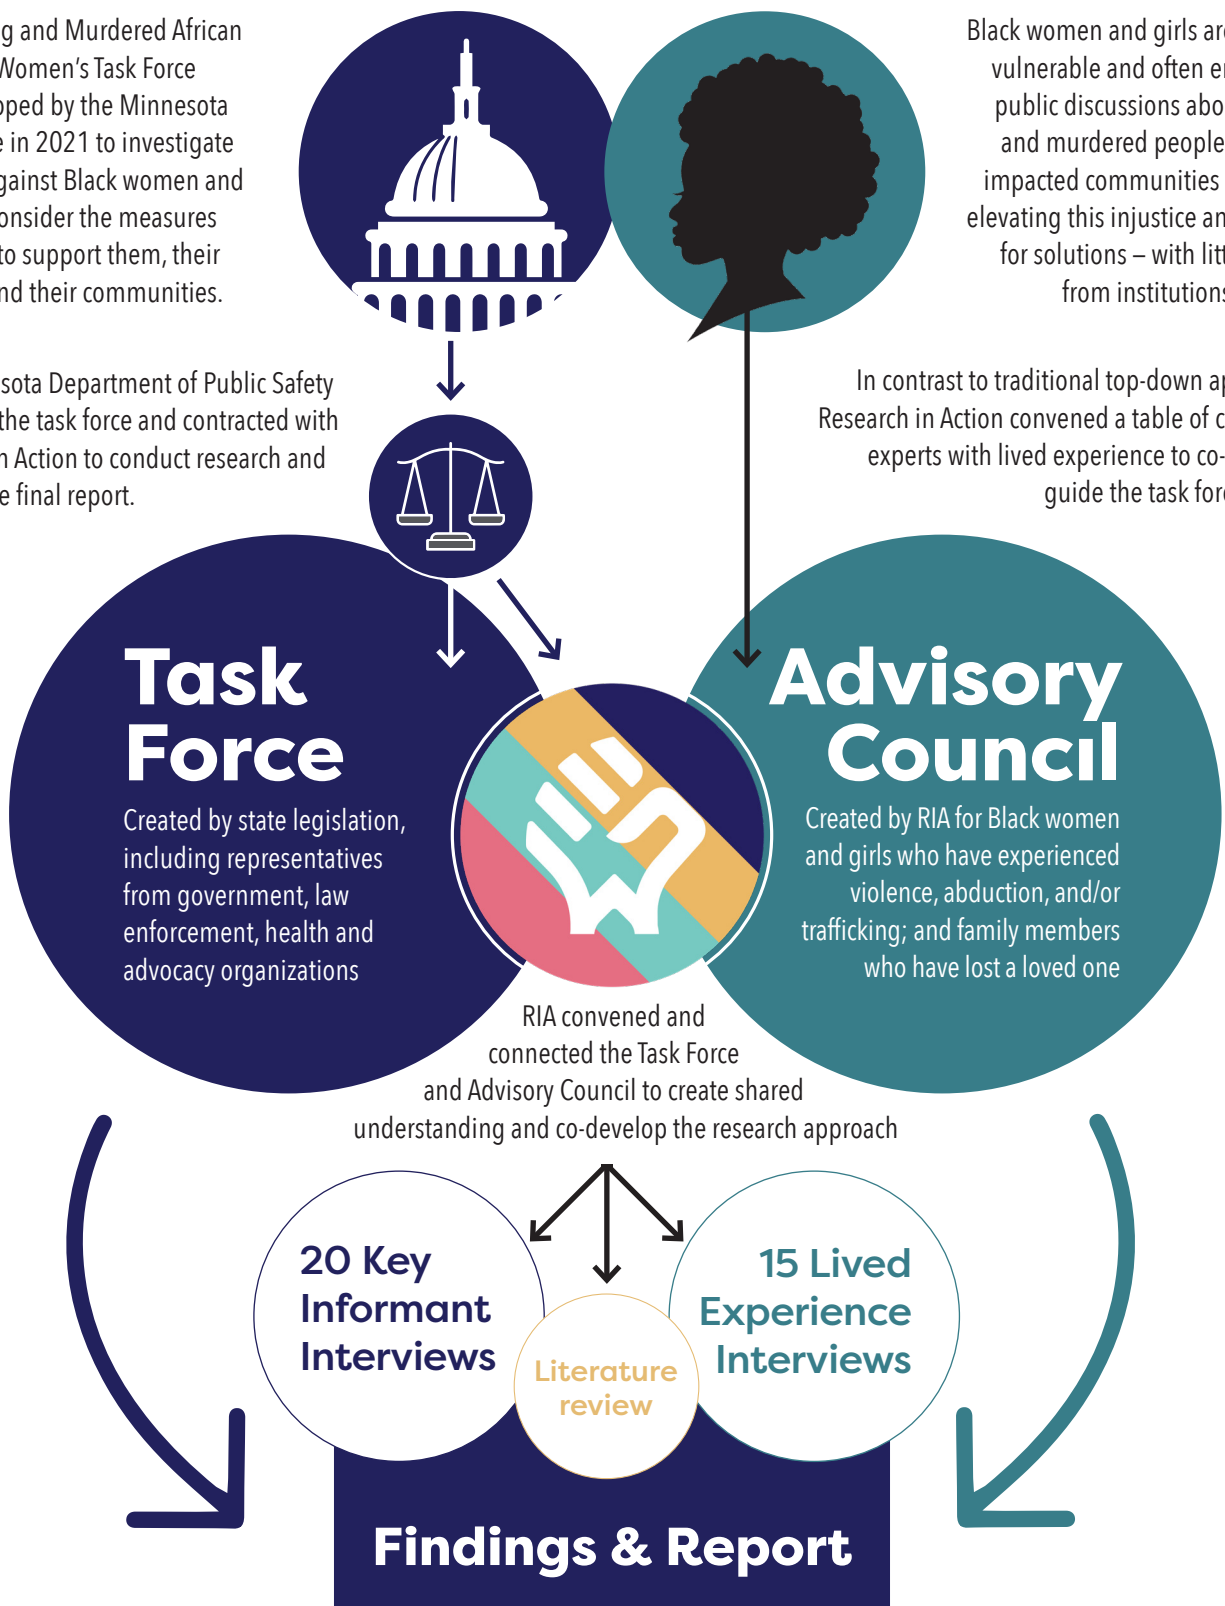 g and Murdered African
Women's Task Force
oped by the Minnesota
e in 2021 to investigate
gainst Black women and
onsider the measures
to support them, their
nd their communities.
Black women and girls are
vulnerable and often er
public discussions abo
and murdered people
impacted communities
elevating this injustice an
for solutions – with litt
from institutions
sota Department of Public Safety
the task force and contracted with
n Action to conduct research and
e final report.
In contrast to traditional top-down ap
Research in Action convened a table of c
experts with lived experience to co-
guide the task forc
Task
Force
Created by state legislation,
including representatives
from government, law
enforcement, health and
advocacy organizations
Advisory
Council
Created by RIA for Black women
and girls who have experienced
violence, abduction, and/or
trafficking; and family members
who have lost a loved one
RIA convened and
connected the Task Force
and Advisory Council to create shared
understanding and co-develop the research approach
20 Key
Informant
Interviews
Literature
review
15 Lived
Experience
Interviews
Findings & Report